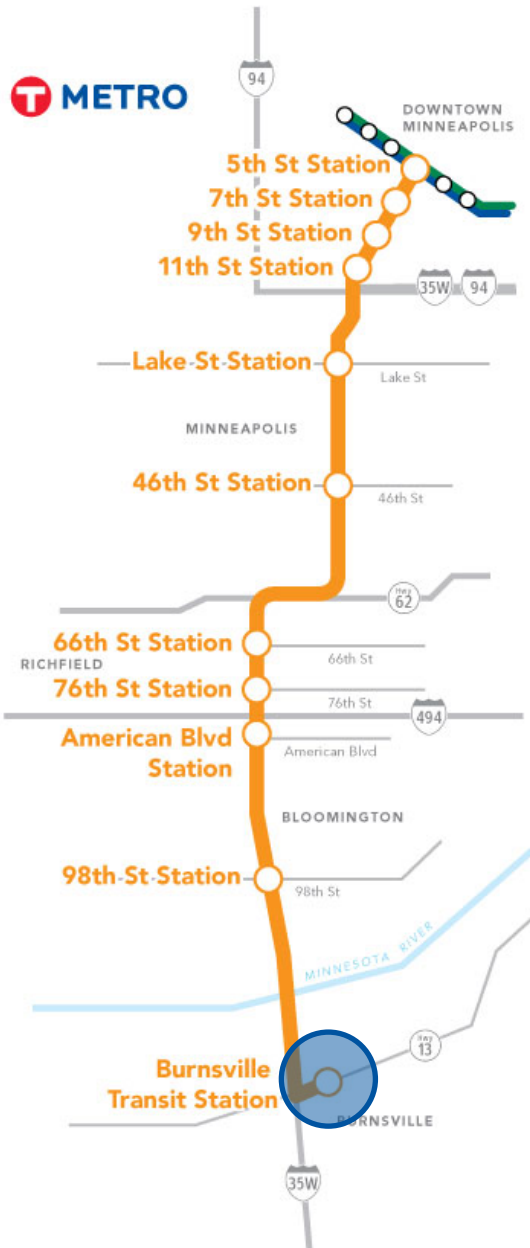 94
T METRO
DOWNTOWN
MINNEAPOLIS
5th St Station
7th St Station
9th St Station
11th St Station
35W
94
Lake St Station
Lake St
MINNEAPOLIS
46th St Station
46th St
Hwy
62
66th St Station
66th St
RICHFIELD
76th St Station
76th St
494
American Blvd
Station
American Blvd
BLOOMINGTON
98th St Station
98th St
MINNESOTA RIVER
Hwy
13
Burnsville
Transit Station
BURNSVILLE
35W